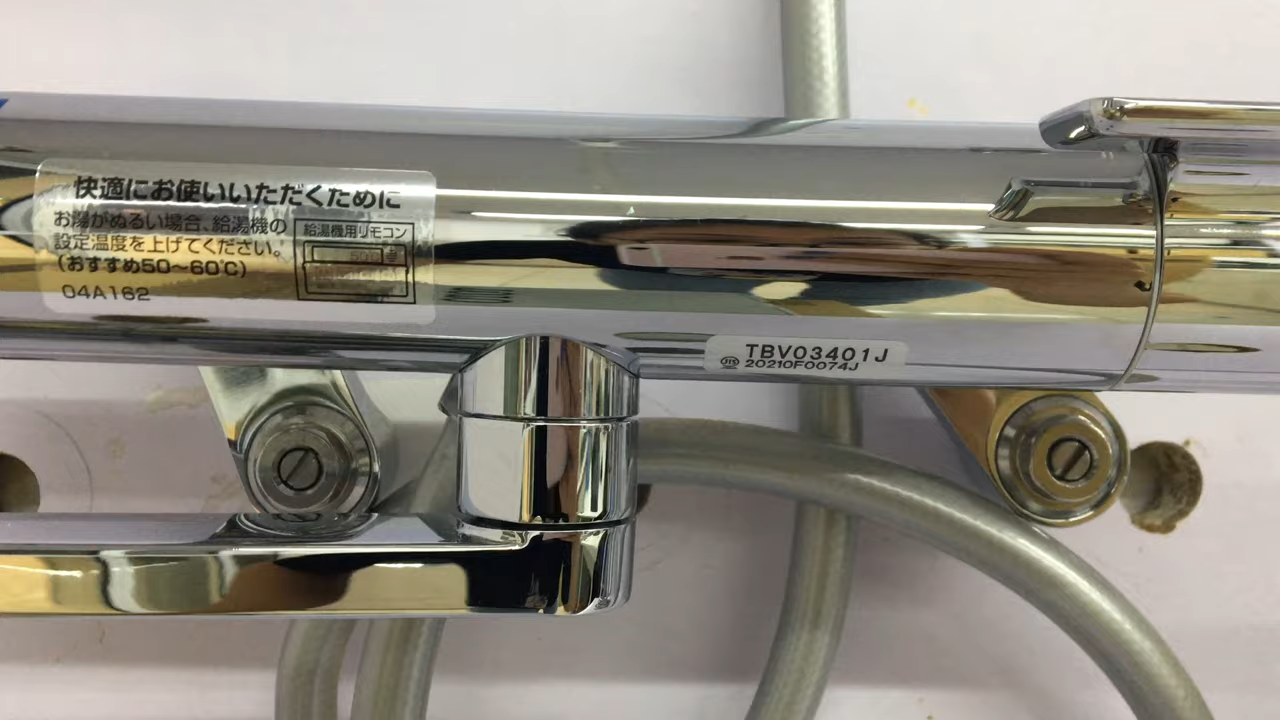 快適にお使いいただくために
お湯がぬるい場合、給湯機の
設定温度を上げてください。
(おすすめ50～60℃)
04A162
給湯機用リモコン
50℃
TBV03401J
20210F0074J